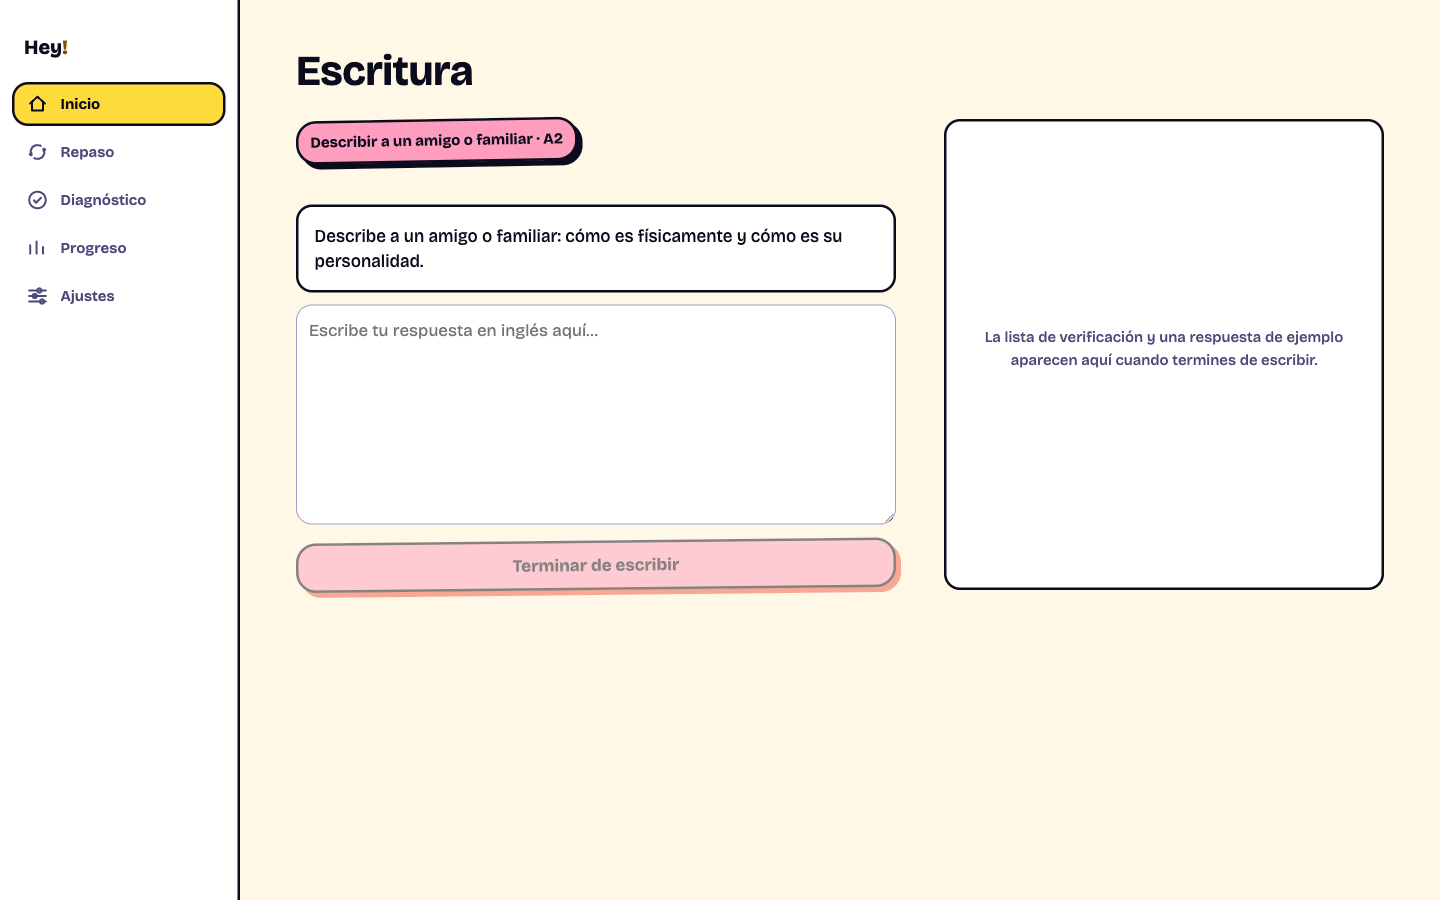 Hey!
Inicio
Repaso
Diagnóstico
Progreso
Ajustes
Escritura
Describir a un amigo o familiar · A2
Describe a un amigo o familiar: cómo es físicamente y cómo es su
personalidad.
Escribe tu respuesta en inglés aquí...
Terminar de escribir
La lista de verificación y una respuesta de ejemplo
aparecen aquí cuando termines de escribir.